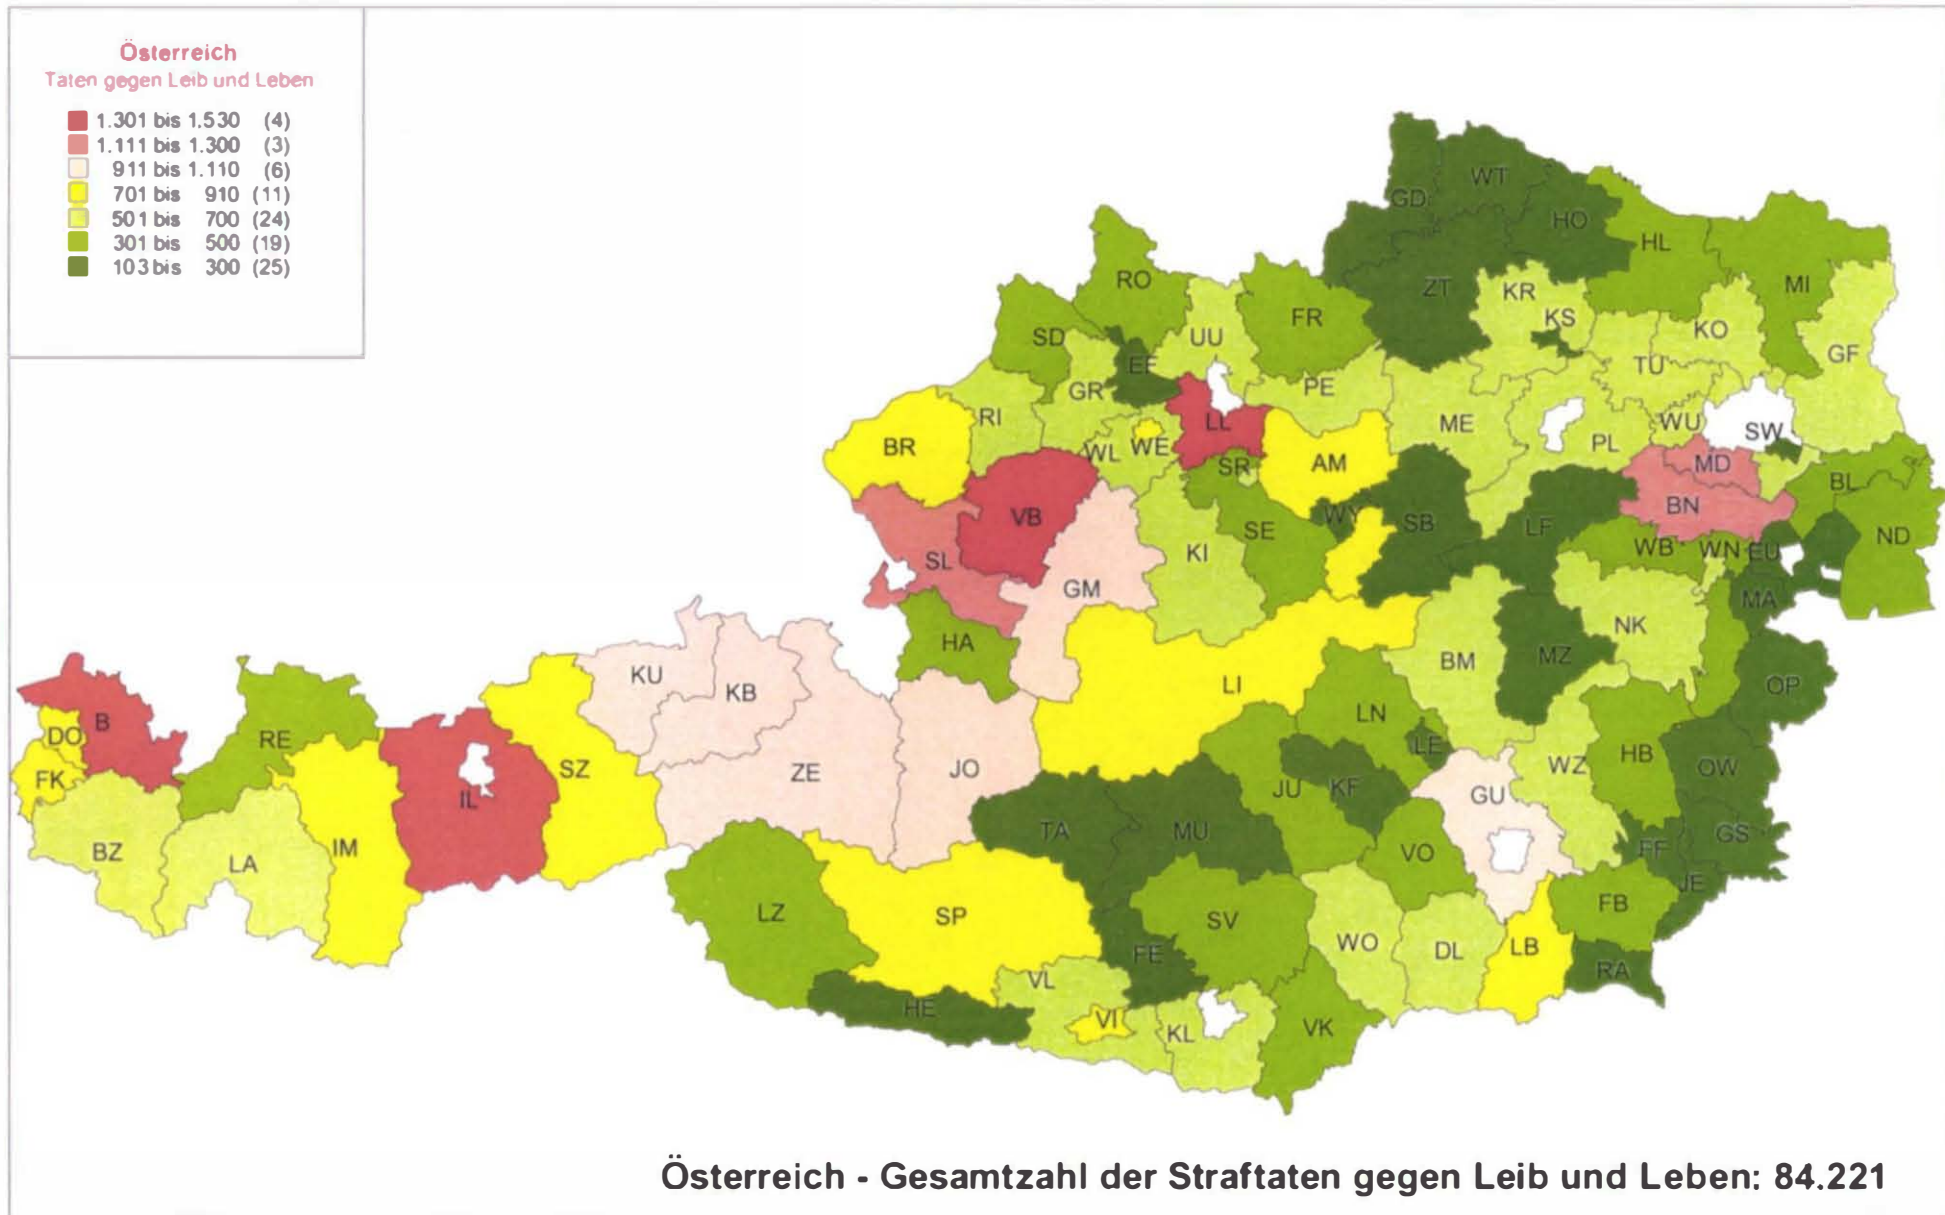 Österreich
Taten gegen Leib und Leben
1.301 bis 1.530 (4)
1.111 bis 1.300 (3)
911 bis 1.110 (6)
701 bis 910 (11)
501 bis 700 (24)
301 bis 500 (19)
103 bis 300 (25)
WT
GD
HO
HL
RO
ZT
KR
MI
FR
KS
KO
SD
UU
GF
EF
TU
GR
PE
RI
LL
ME
WU
SW
BR
WL
WE
PL
AM
MD
SR
BL
VB
WY
SB
BN
SE
LF
ND
KI
WB
WN
EU
SL
GM
MA
NK
HA
MZ
BM
KU
LI
OP
KB
LN
B
DO
RE
LE
HB
SZ
ZE
JO
WZ
OW
FK
IL
JU
KF
GU
TA
MU
GS
IM
BZ
VO
FF
LA
JE
LZ
SP
SV
FB
WO
DL
LB
FE
RA
VL
HE
VI
KL
VK
Österreich - Gesamtzahl der Straftaten gegen Leib und Leben: 84.221